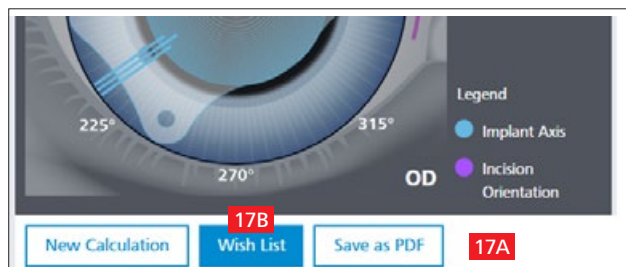 Legend
Implant Axis
Incision
Orientation
225°
315°
270°
OD
17B
New Calculation
Wish List
Save as PDF
17A